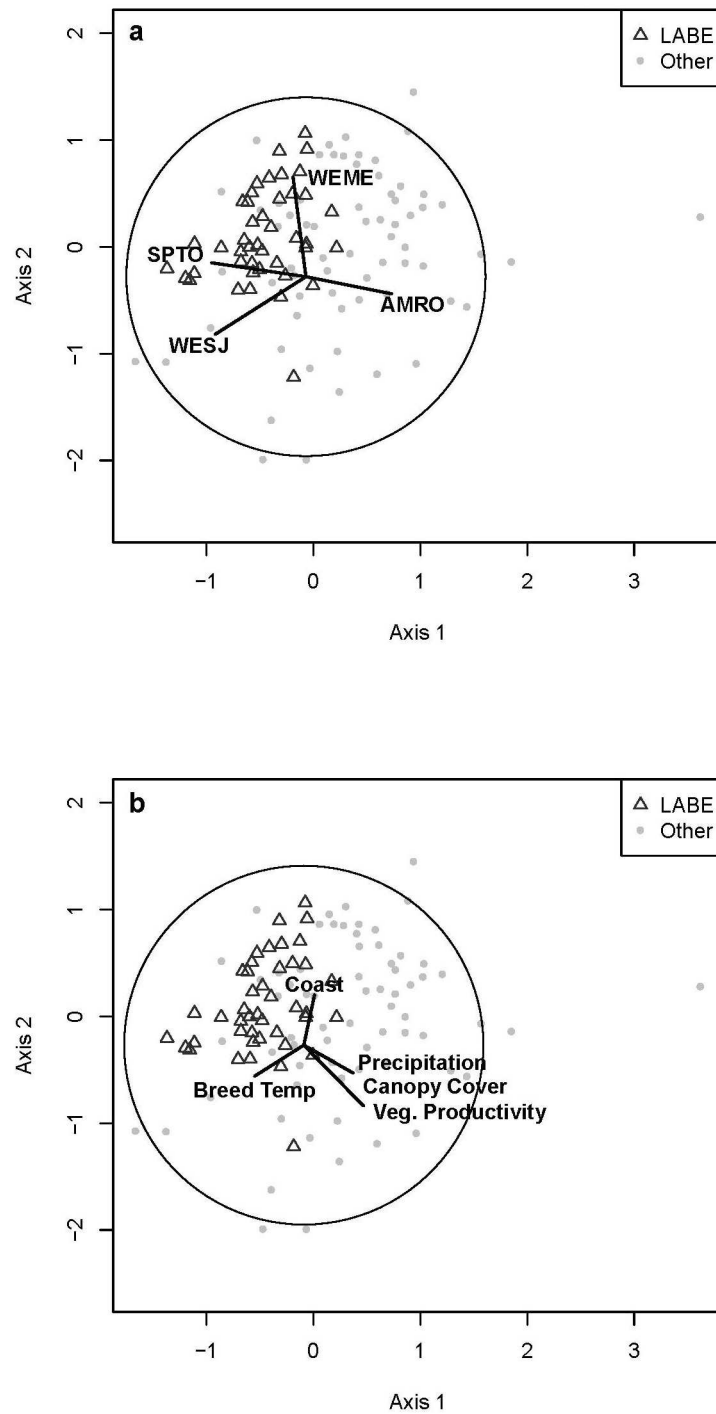 a
LABE
Other
2
1
0
−1
−2
Axis 2
WEME
SPTO
AMRO
WESJ
−1 0 1 2 3
Axis 1
b
LABE
Other
2
1
0
−1
−2
Axis 2
Coast
Precipitation
Breed Temp Canopy Cover
Veg. Productivity
−1 0 1 2 3
Axis 1